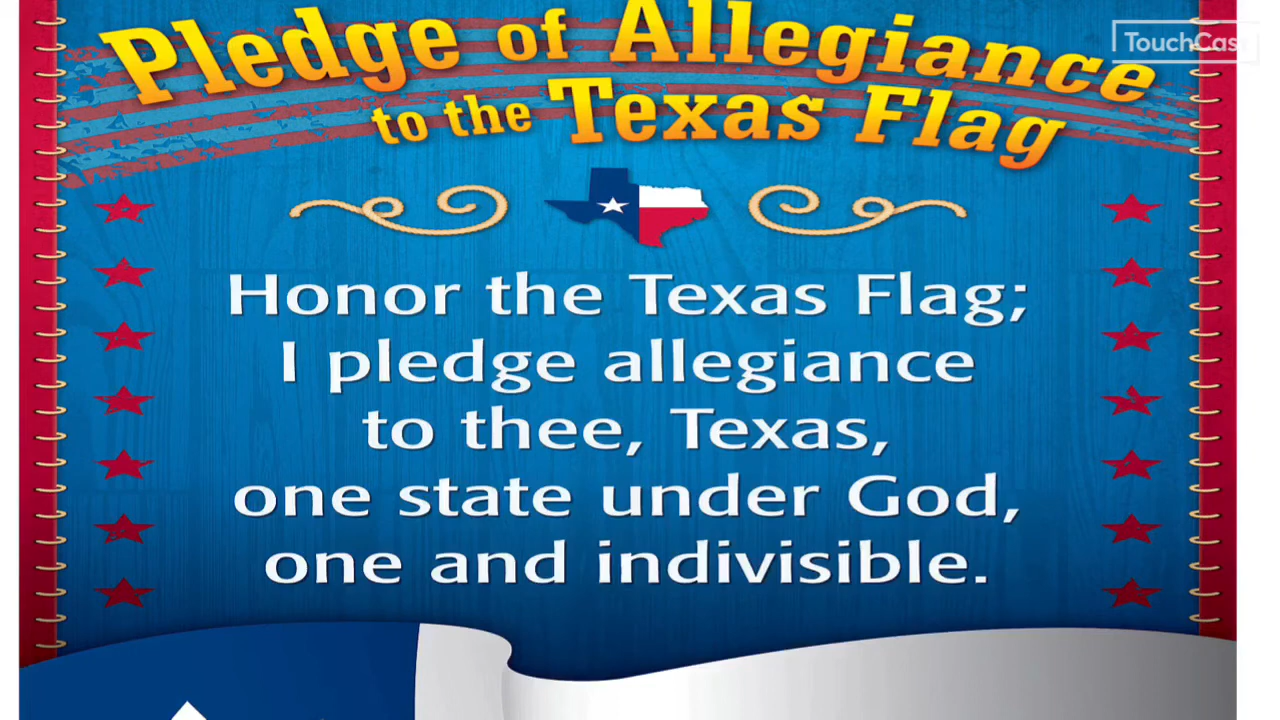 Pledge of Allegiance
to the Texas Flag
Honor the Texas Flag;
I pledge allegiance
to thee, Texas,
one state under God,
one and indivisible.